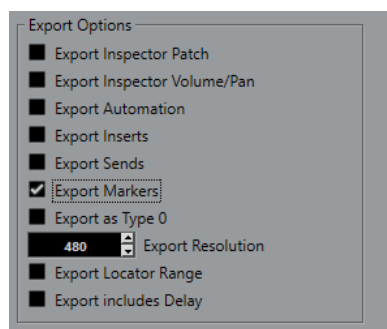 Export Options
Export Inspector Patch
Export Inspector Volume/Pan
Export Automation
Export Inserts
Export Sends
Export Markers
Export as Type 0
480 Export Resolution
Export Locator Range
Export includes Delay